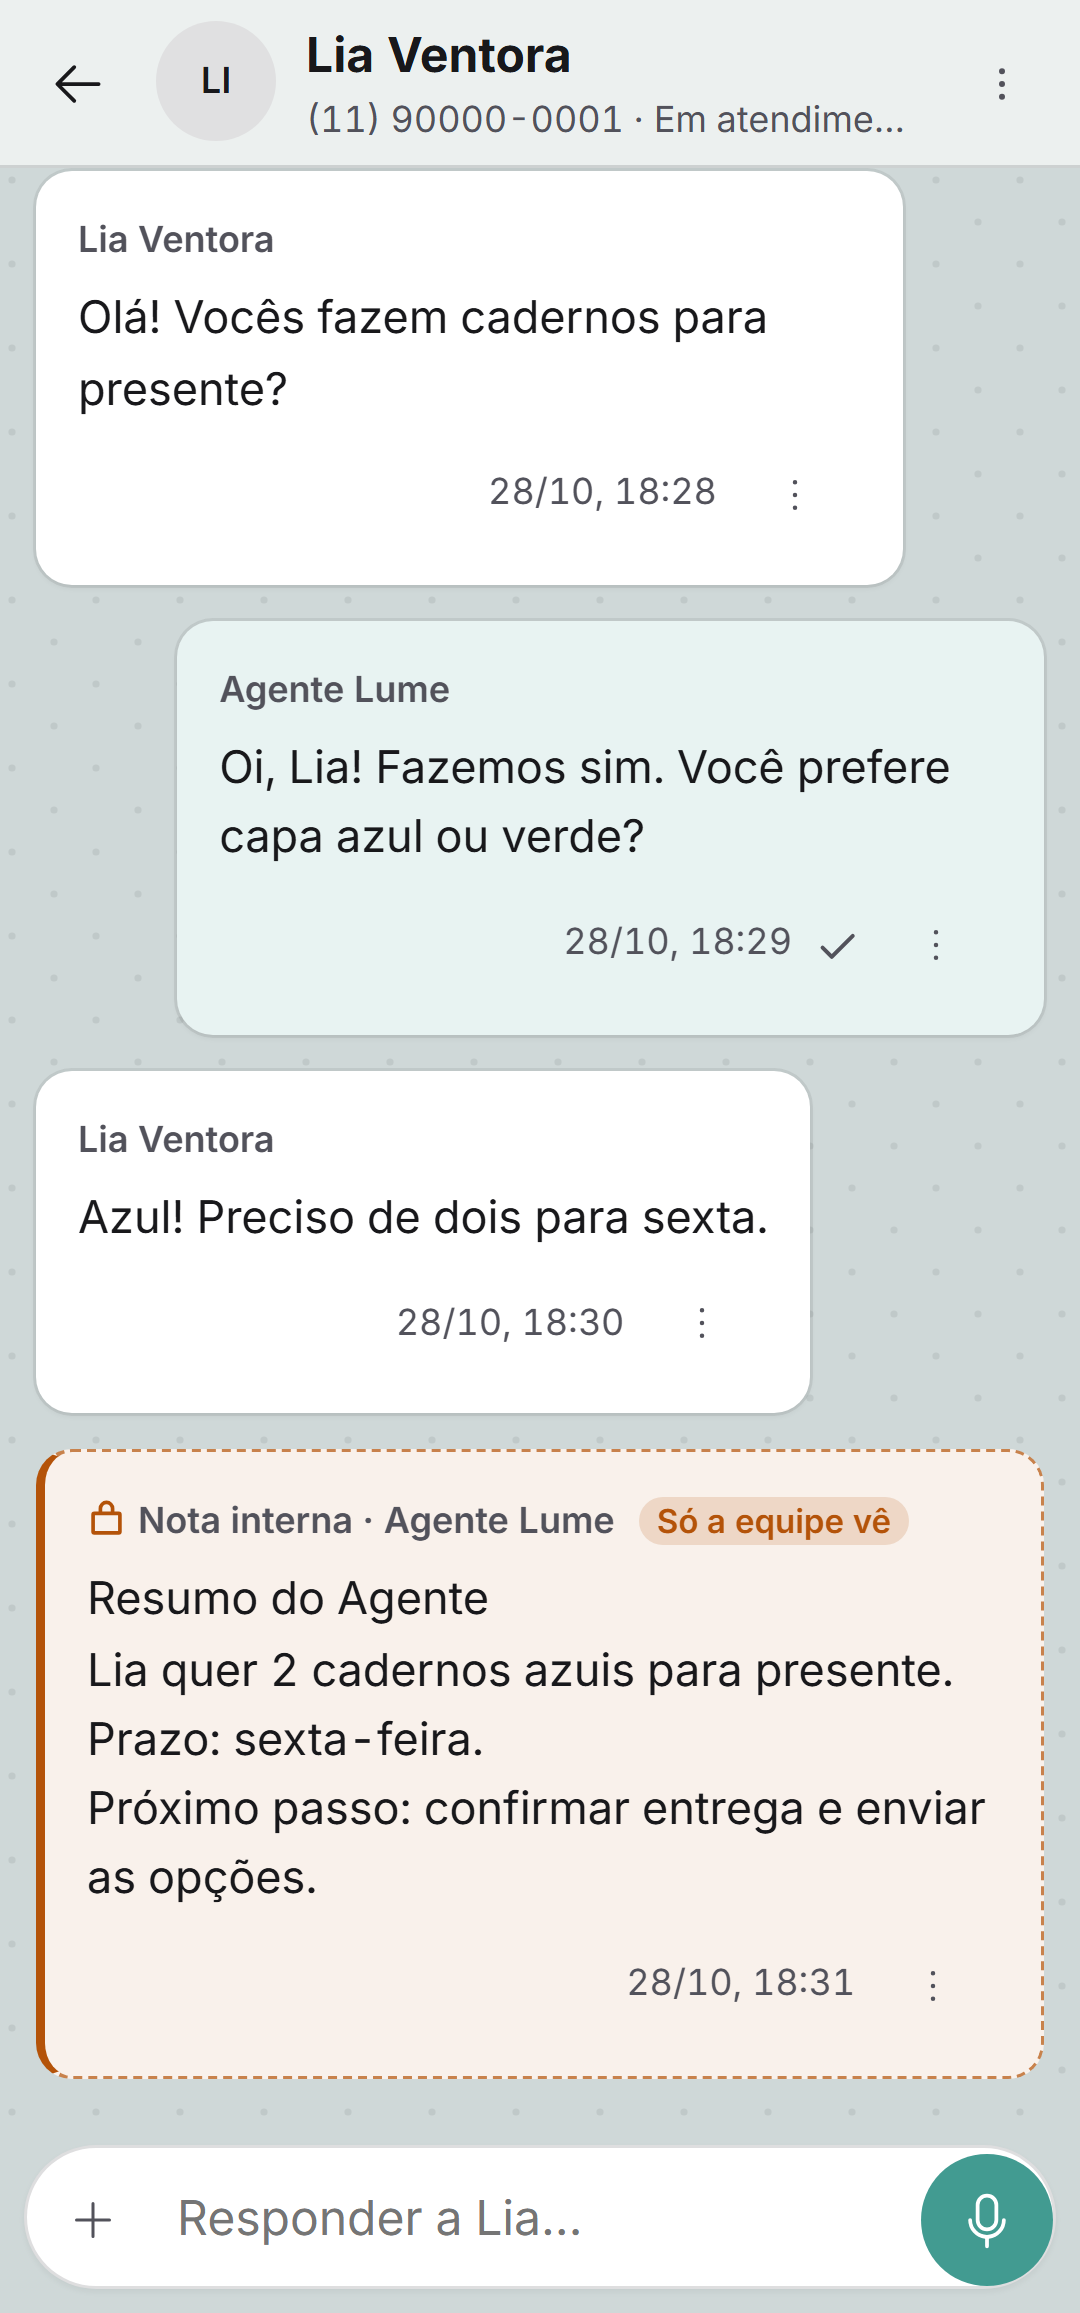 LI
Lia Ventora
(11) 90000-0001 · Em atendime...
Lia Ventora
Olá! Vocês fazem cadernos para
presente?
28/10, 18:28
Agente Lume
Oi, Lia! Fazemos sim. Você prefere
capa azul ou verde?
28/10, 18:29
Lia Ventora
Azul! Preciso de dois para sexta.
28/10, 18:30
Nota interna · Agente Lume Só a equipe vê
Resumo do Agente
Lia quer 2 cadernos azuis para presente.
Prazo: sexta-feira.
Próximo passo: confirmar entrega e enviar
as opções.
28/10, 18:31
Responder a Lia...